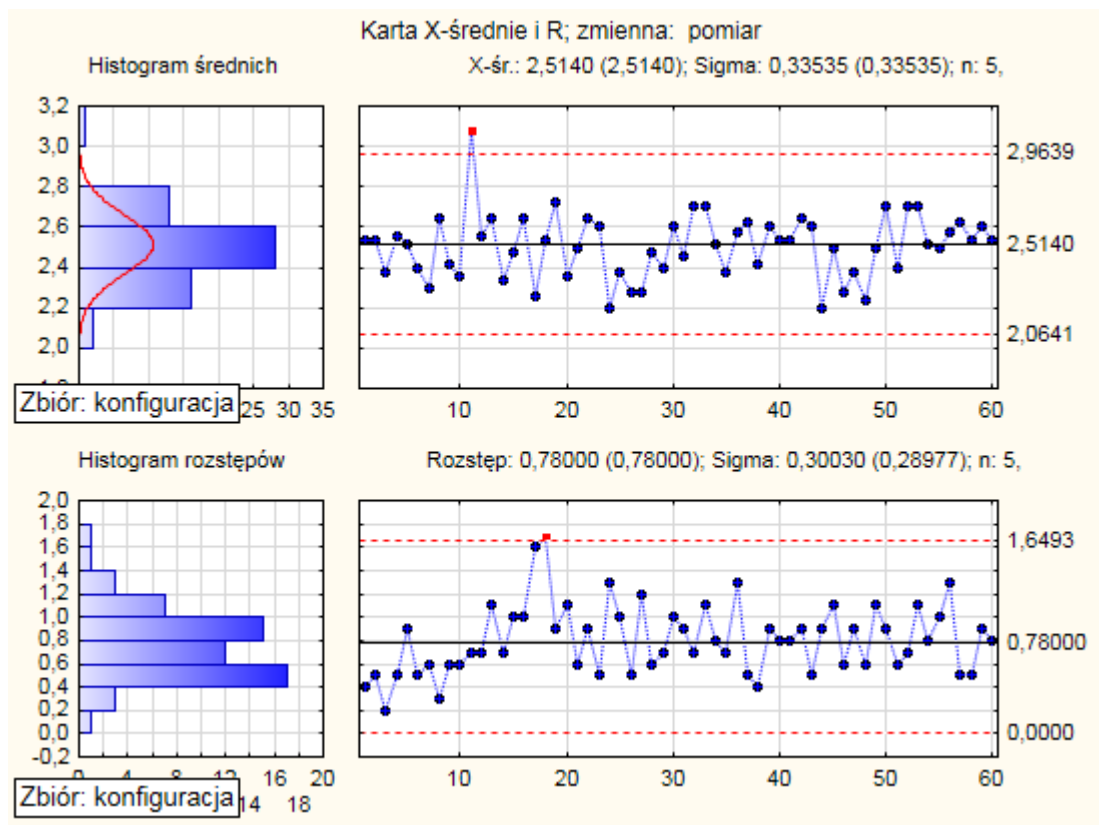 Karta X-średnie i R; zmienna: pomiar
Histogram średnich
X-śr.: 2,5140 (2,5140); Sigma: 0,33535 (0,33535); n: 5,
3,2
3,0
2,8
2,6
2,4
2,2
2,0
2,9639
2,5140
2,0641
Zbiór: konfiguracja
25 30 35
10 20 30 40 50 60
Histogram rozstępów
Rozstęp: 0,78000 (0,78000); Sigma: 0,30030 (0,28977); n: 5,
2,0
1,8
1,6
1,4
1,2
1,0
0,8
0,6
0,4
0,2
0,0
-0,2
1,6493
0,78000
0,0000
0 4 8 12 16 20
Zbiór: konfiguracja
14 18
10 20 30 40 50 60